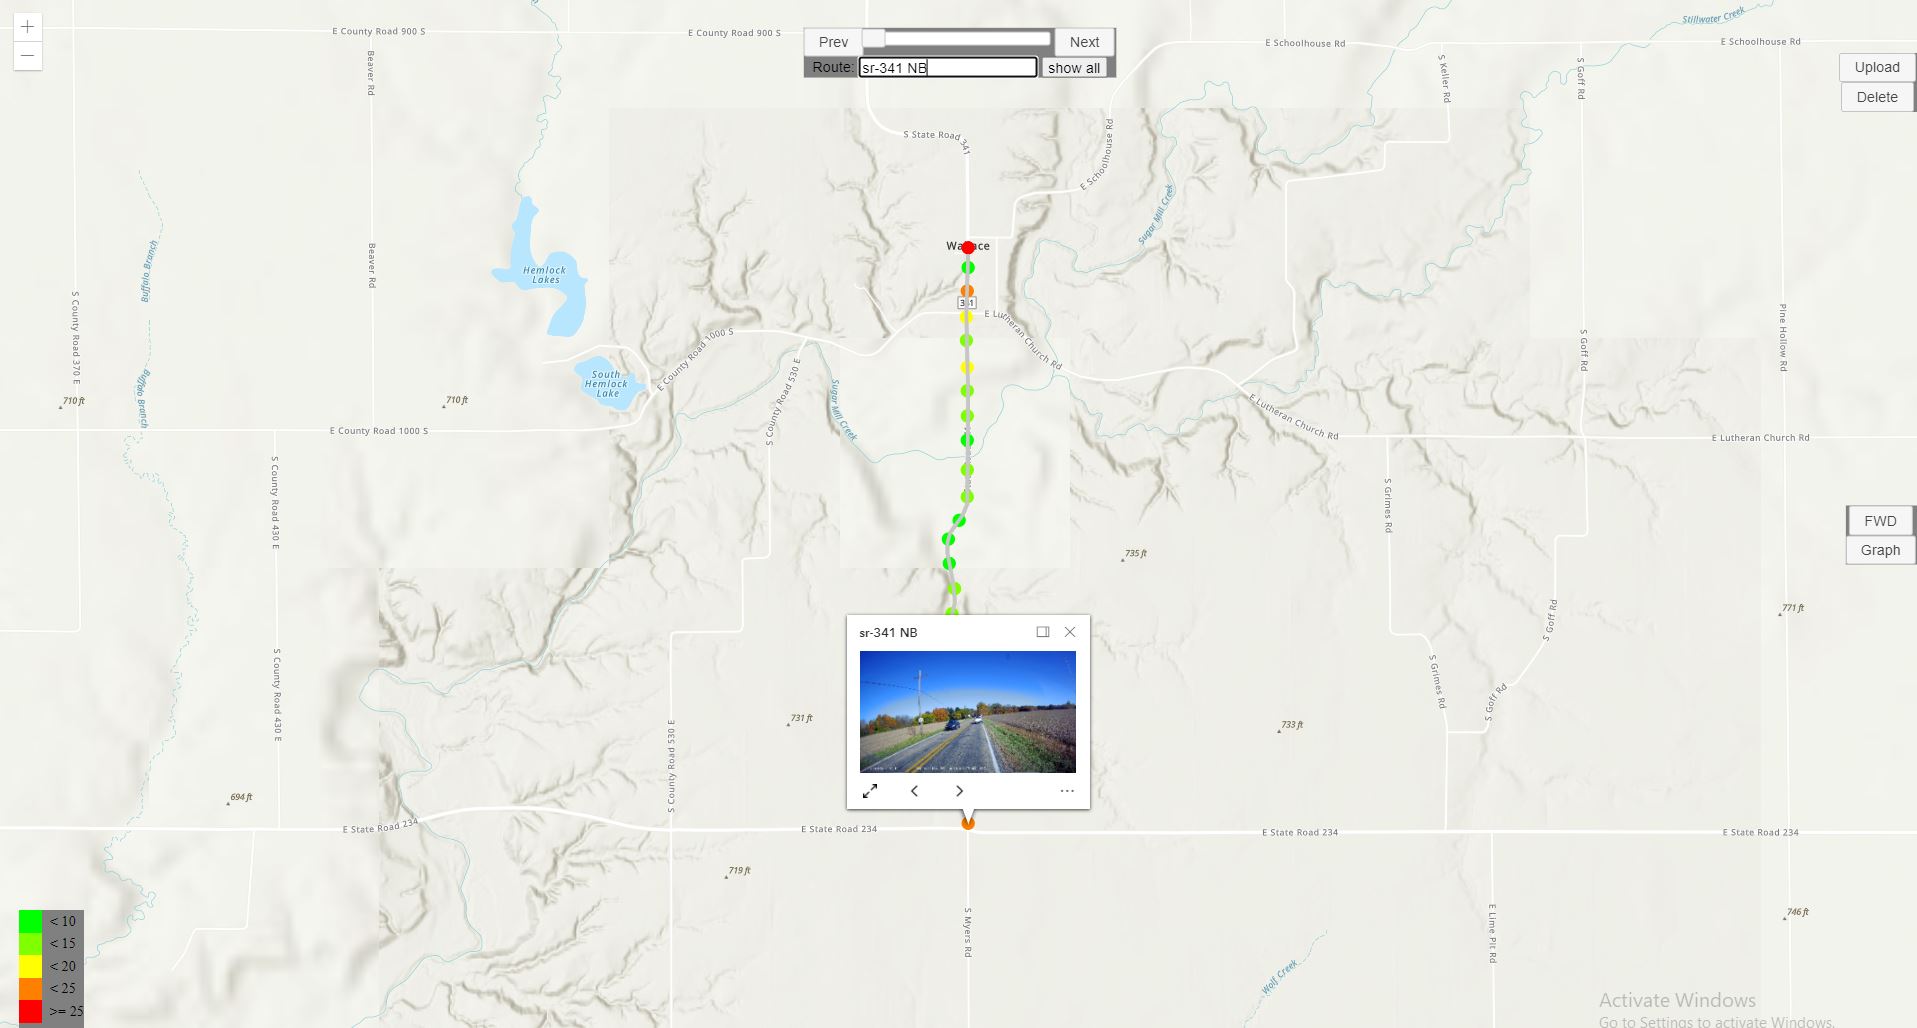 +
−
E County Road 900 S
E County Road 900 S
Prev
Next
Route:
sr-341 NB
show all
E Schoolhouse Rd
E Schoolhouse Rd
Stillwater Creek
Upload
Delete
Beaver Rd
S Keller Rd
S Goff Rd
S State Road 341
E Schoolhouse Rd
Sugar Mill Creek
Buffalo Branch
Beaver Rd
Hemlock
Lakes
341
E Lutheran Church Rd
S County Road 370 E
E County Road 1000 S
S County Road 530 E
South
Hemlock
Lake
Sugar Mill Creek
S Goff Rd
Pine Hollow Rd
Buffalo Branch
710 ft
710 ft
E County Road 1000 S
E Lutheran Church Rd
E Lutheran Church Rd
S County Road 430 E
S Grimes Rd
FWD
Graph
735 ft
771 ft
S Goff Rd
sr-341 NB
S County Road 430 E
S Grimes Rd
S Goff Rd
731 ft
733 ft
S County Road 530 E
694 ft
E State Road 234
E State Road 234
E State Road 234
E State Road 234
719 ft
S Myers Rd
E Lime Pit Rd
746 ft
Wolf Creek
< 10
< 15
< 20
< 25
>= 25
Activate Windows
Go to Settings to activate Windows.